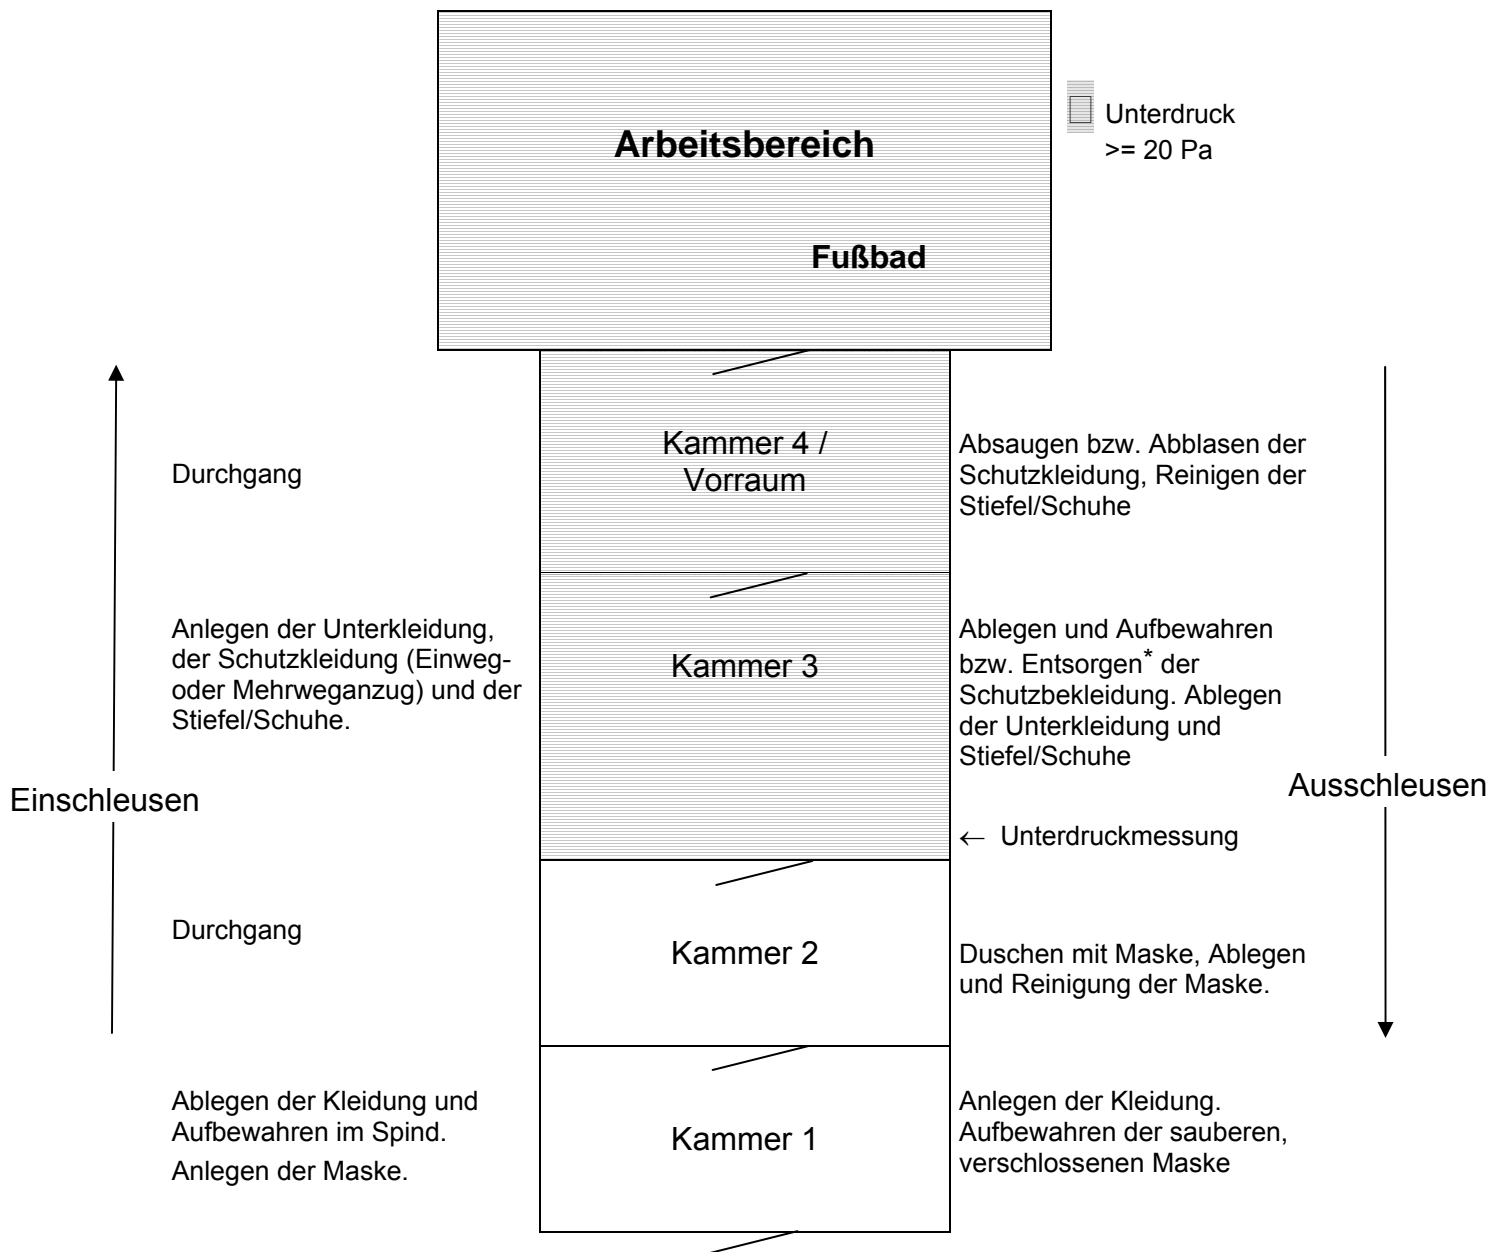 Arbeitsbereich
Unterdruck
>= 20 Pa
Fußbad
Durchgang
Kammer 4 /
Vorraum
Absaugen bzw. Abblasen der
Schutzkleidung, Reinigen der
Stiefel/Schuhe
Anlegen der Unterkleidung,
der Schutzkleidung (Einweg-
oder Mehrweganzug) und der
Stiefel/Schuhe.
Kammer 3
Ablegen und Aufbewahren
bzw. Entsorgen* der
Schutzbekleidung. Ablegen
der Unterkleidung und
Stiefel/Schuhe
Einschleusen
Ausschleusen
← Unterdruckmessung
Durchgang
Kammer 2
Duschen mit Maske, Ablegen
und Reinigung der Maske.
Ablegen der Kleidung und
Aufbewahren im Spind.
Anlegen der Maske.
Kammer 1
Anlegen der Kleidung.
Aufbewahren der sauberen,
verschlossenen Maske